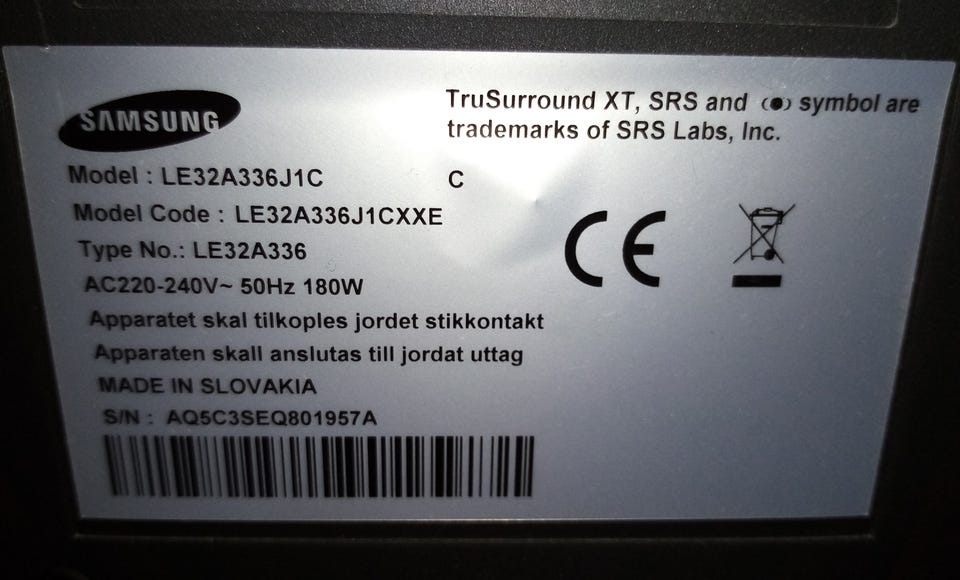 SAMSUNG
TruSurround XT, SRS and (●) symbol are
trademarks of SRS Labs, Inc.
Model : LE32A336J1C C
Model Code : LE32A336J1CXXE
Type No.: LE32A336
AC220-240V~ 50Hz 180W
Apparatet skal tilkoples jordet stikkontakt
Apparaten skall anslutas till jordat uttag
MADE IN SLOVAKIA
S/N : AQ5C3SEQ801957A
CE